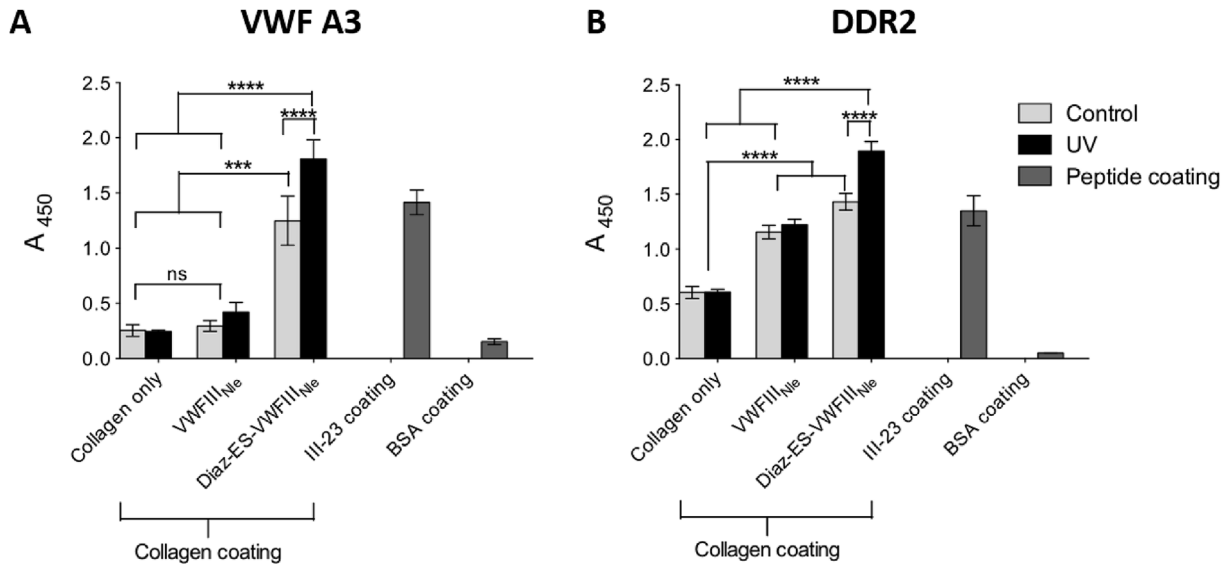 A
VWF A3
A 450
2.5
2.0
1.5
1.0
0.5
0.0
****
****
***
ns
Collagen only
VWFIIINle
Diaz-ES-VWFIIINle
III-23 coating
BSA coating
Collagen coating
B
DDR2
A 450
2.5
2.0
1.5
1.0
0.5
0.0
****
****
****
Collagen only
VWFIIINle
Diaz-ES-VWFIIINle
III-23 coating
BSA coating
Collagen coating
Control
UV
Peptide coating